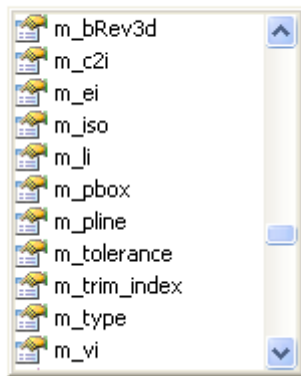 m_bRev3d
m_c2i
m_ei
m_iso
m_li
m_pbox
m_pline
m_tolerance
m_trim_index
m_type
m_vi